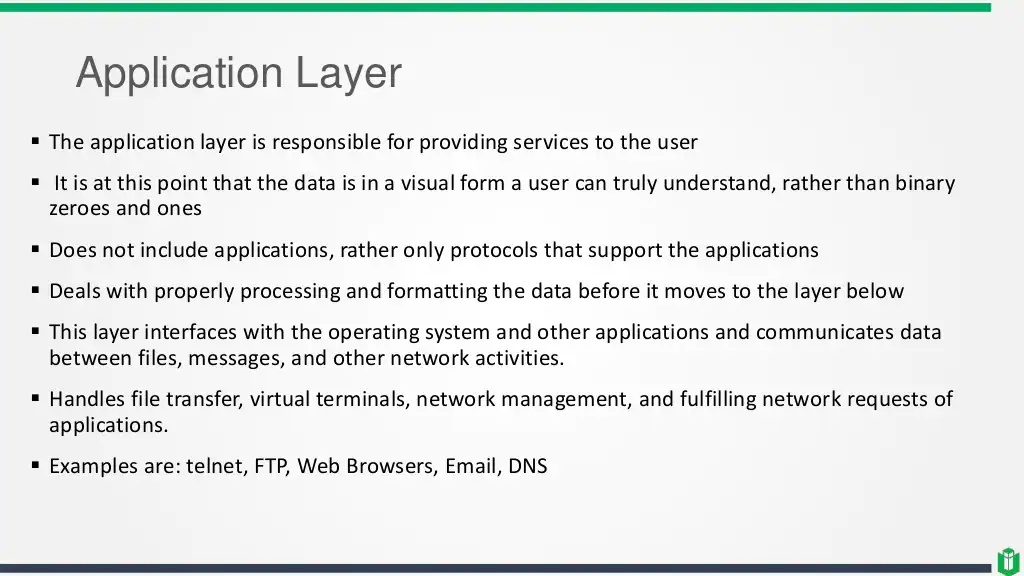 Application Layer
▪ The application layer is responsible for providing services to the user
▪ It is at this point that the data is in a visual form a user can truly understand, rather than binary
zeroes and ones
▪ Does not include applications, rather only protocols that support the applications
▪ Deals with properly processing and formatting the data before it moves to the layer below
▪ This layer interfaces with the operating system and other applications and communicates data
between files, messages, and other network activities.
▪ Handles file transfer, virtual terminals, network management, and fulfilling network requests of
applications.
▪ Examples are: telnet, FTP, Web Browsers, Email, DNS